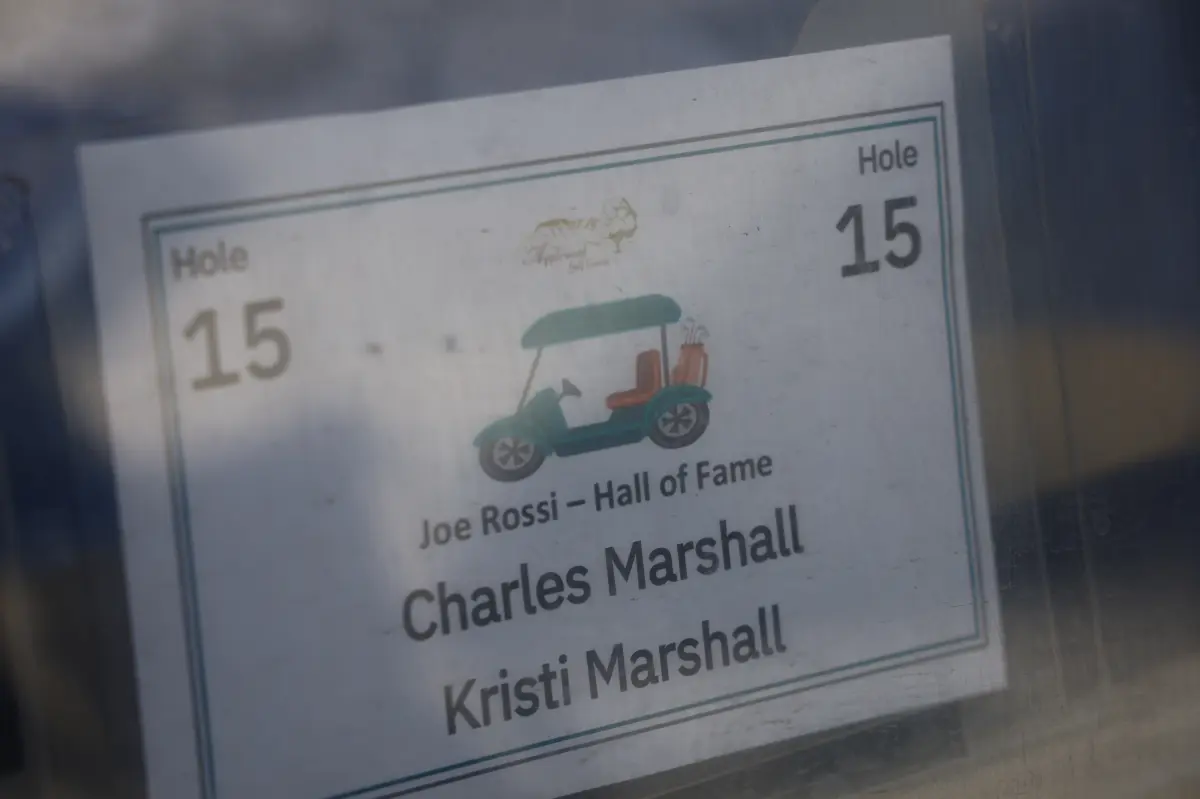 Hole
15
Hole
15
Joe Rossi – Hall of Fame
Charles Marshall
Kristi Marshall